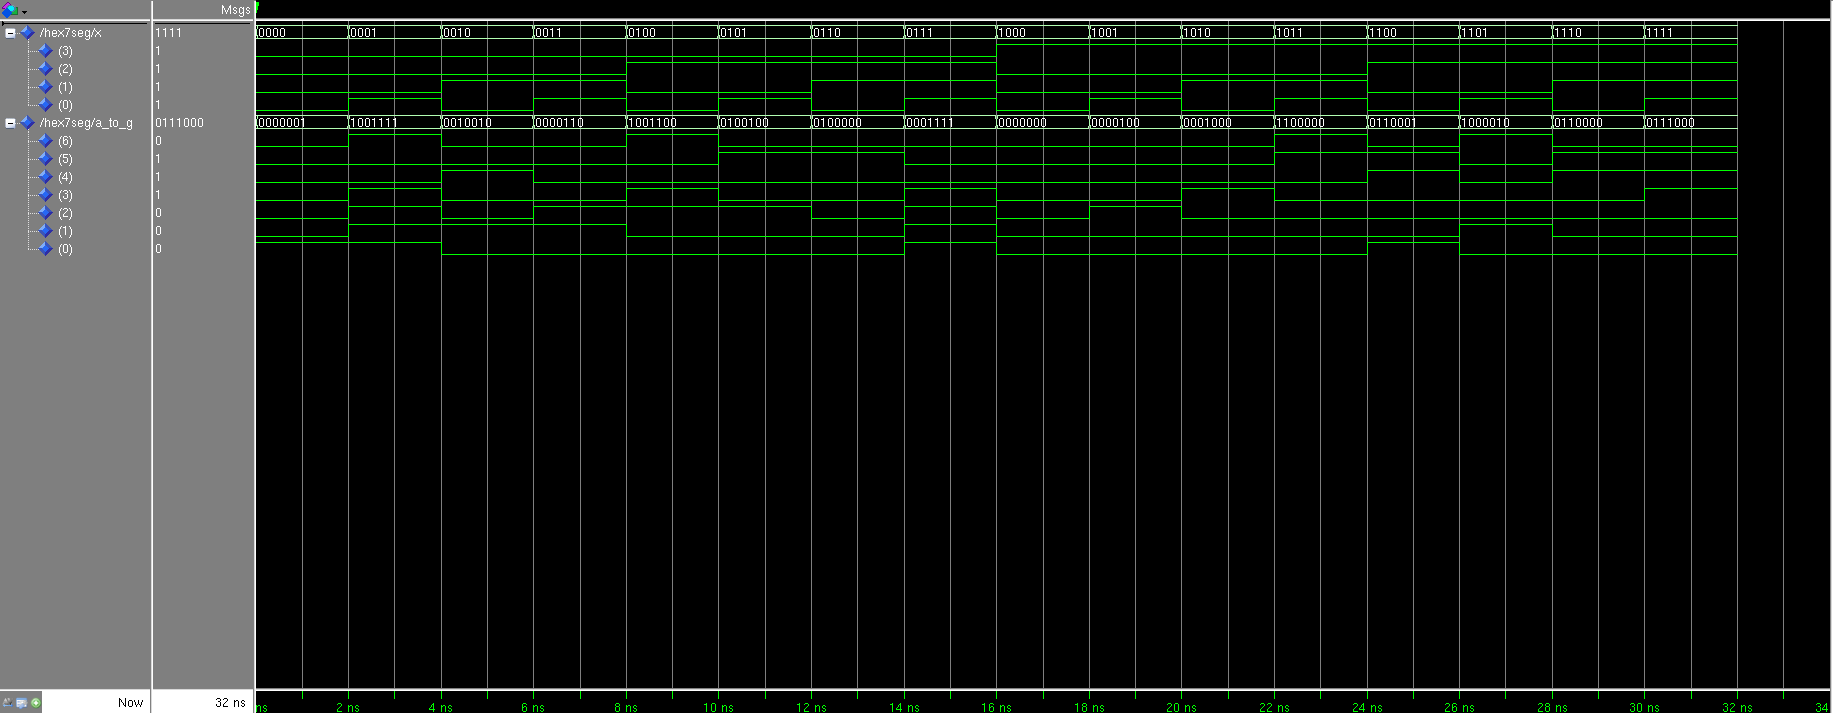 Msgs
/hex7seg/x 1111 0000 0001 0010 0011 0100 0101 0110 0111 1000 1001 1010 1011 1100 1101 1110 1111
(3) 1
(2) 1
(1) 1
(0) 1
/hex7seg/a_to_g 0111000 0000001 1001111 0010010 0000110 1001100 0100100 0100000 0001111 0000000 0000100 0001000 1100000 0110001 1000010 0110000 0111000
(6) 0
(5) 1
(4) 1
(3) 1
(2) 0
(1) 0
(0) 0
Now 32 ns ns 2 ns 4 ns 6 ns 8 ns 10 ns 12 ns 14 ns 16 ns 18 ns 20 ns 22 ns 24 ns 26 ns 28 ns 30 ns 32 ns 34